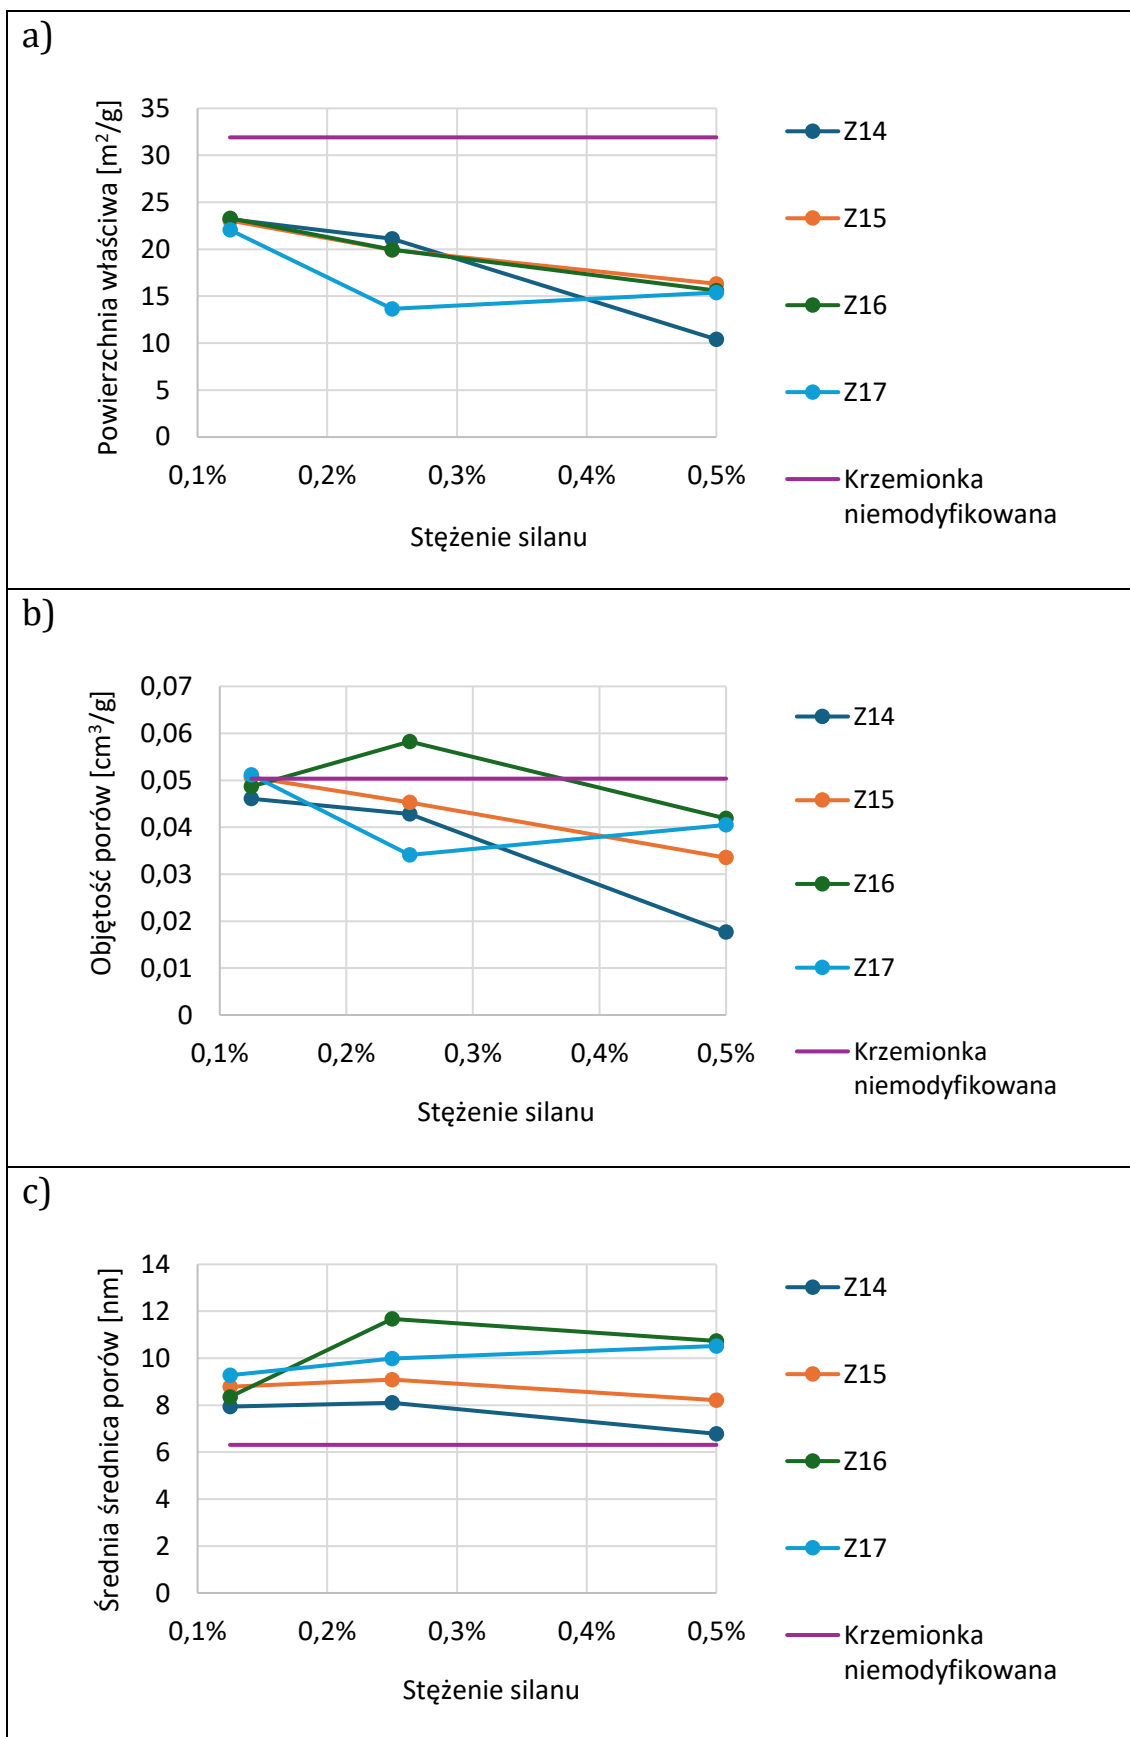 a)
Powierzchnia właściwa [m²/g]
35
30
25
20
15
10
5
0
0,1% 0,2% 0,3% 0,4% 0,5%
Stężenie silanu
Z14
Z15
Z16
Z17
Krzemionka
niemodyfikowana
b)
Objętość porów [cm³/g]
0,07
0,06
0,05
0,04
0,03
0,02
0,01
0
0,1% 0,2% 0,3% 0,4% 0,5%
Stężenie silanu
Z14
Z15
Z16
Z17
Krzemionka
niemodyfikowana
c)
Średnia średnica porów [nm]
14
12
10
8
6
4
2
0
0,1% 0,2% 0,3% 0,4% 0,5%
Stężenie silanu
Z14
Z15
Z16
Z17
Krzemionka
niemodyfikowana